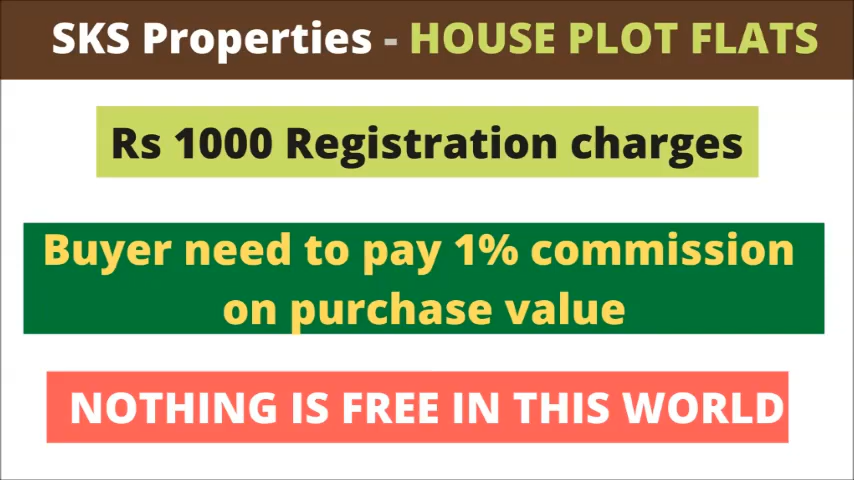 SKS Properties - HOUSE PLOT FLATS
Rs 1000 Registration charges
Buyer need to pay 1% commission
on purchase value
NOTHING IS FREE IN THIS WORLD